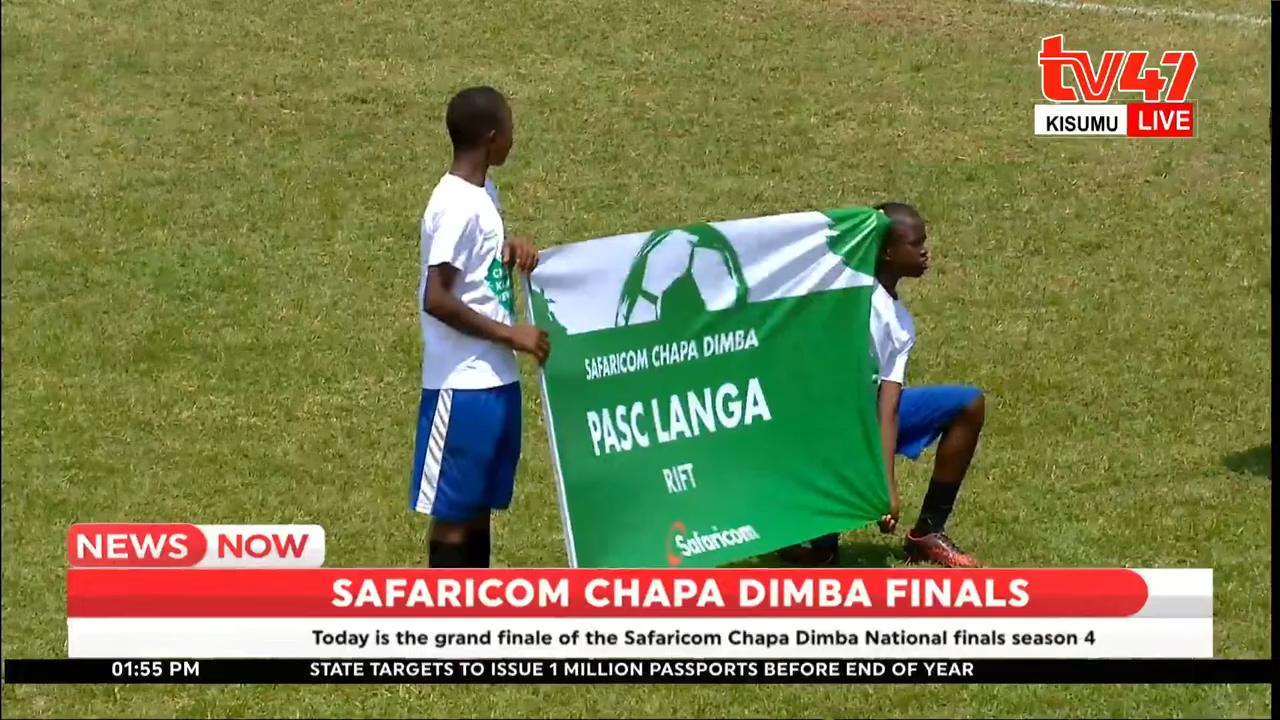 tv47
KISUMU LIVE
SAFARICOM CHAPA DIMBA
PASC LANGA
RIFT
Safaricom
NEWS NOW
SAFARICOM CHAPA DIMBA FINALS
Today is the grand finale of the Safaricom Chapa Dimba National finals season 4
01:55 PM STATE TARGETS TO ISSUE 1 MILLION PASSPORTS BEFORE END OF YEAR